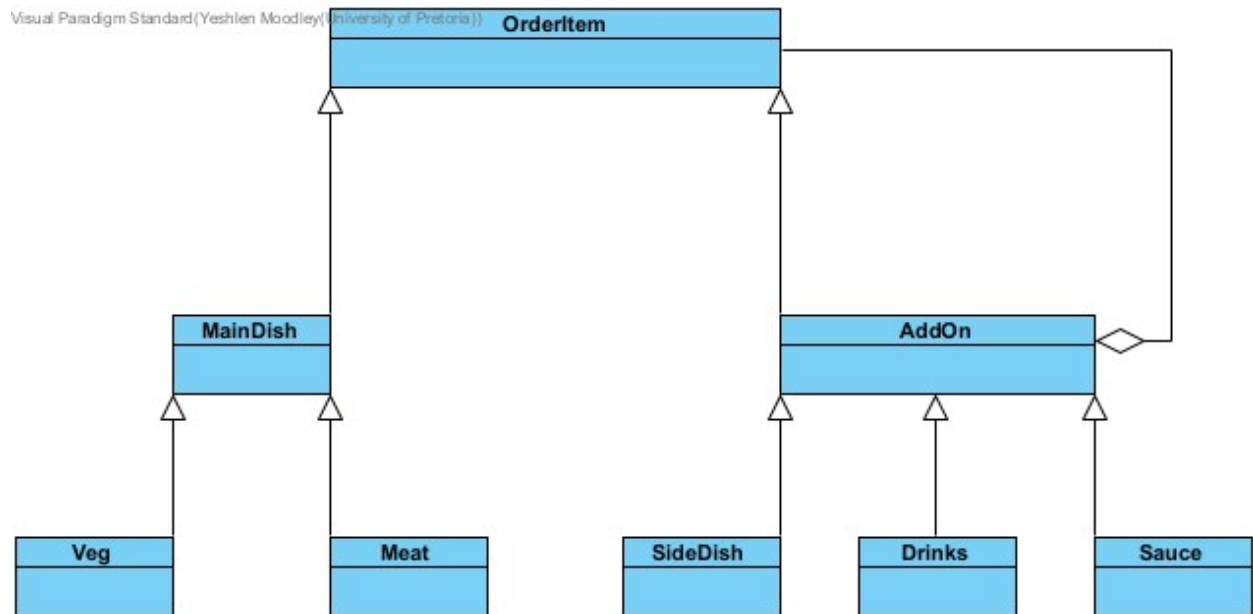 Visual Paradigm Standard(Yeshlen Moodley(University of Pretoria))
OrderItem
MainDish
AddOn
Veg
Meat
SideDish
Drinks
Sauce